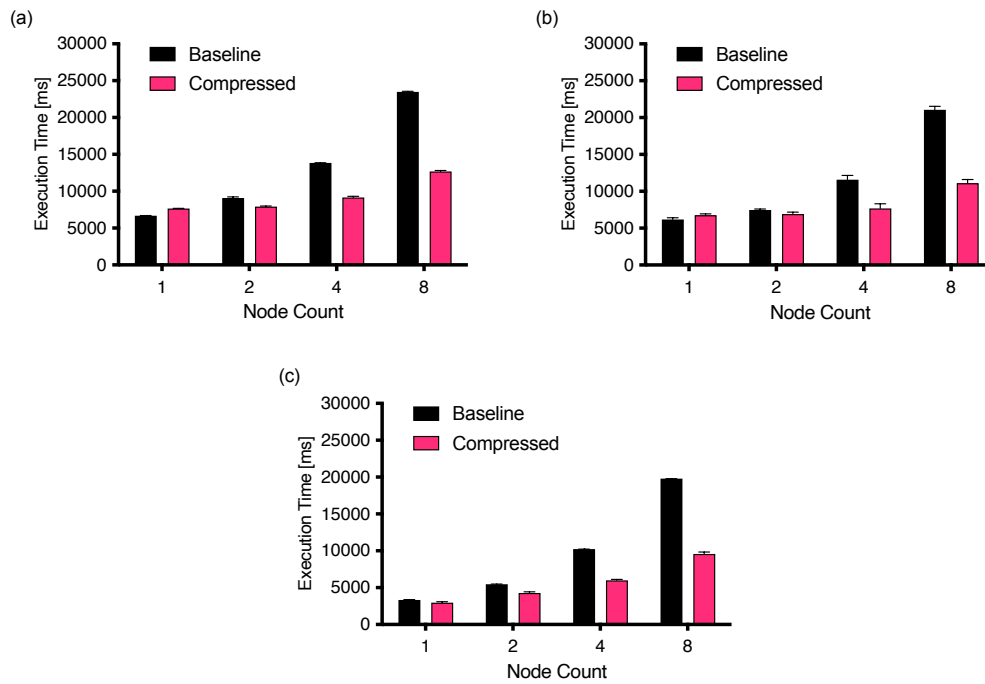 (a)
30000
25000
20000
15000
10000
5000
0
Execution Time [ms]
Baseline
Compressed
1 2 4 8
Node Count
(b)
30000
25000
20000
15000
10000
5000
0
Execution Time [ms]
Baseline
Compressed
1 2 4 8
Node Count
(c)
30000
25000
20000
15000
10000
5000
0
Execution Time [ms]
Baseline
Compressed
1 2 4 8
Node Count